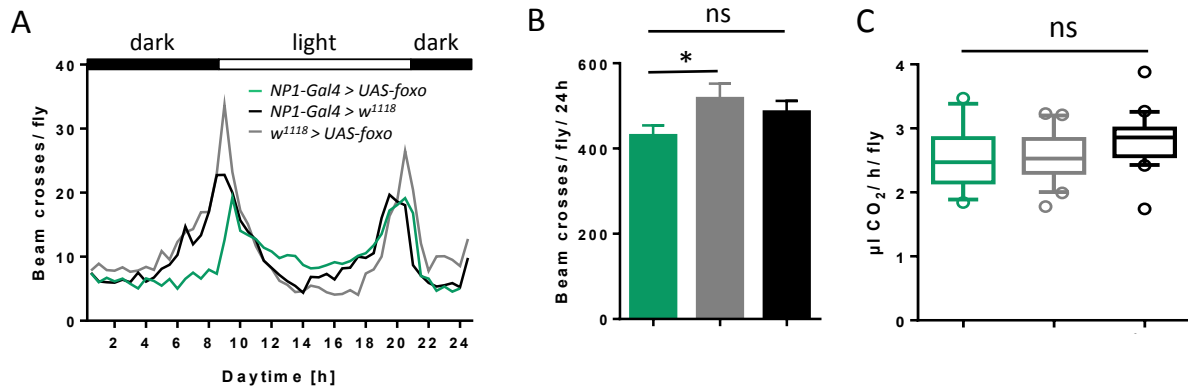 A
dark
light
dark
Beam crosses/ fly
40
30
20
10
0
NP1-Gal4 > UAS-foxo
NP1-Gal4 > w¹¹¹⁸
w¹¹¹⁸ > UAS-foxo
2 4 6 8 10 12 14 16 18 20 22 24
Daytime [h]
B
ns
*
Beam crosses/ fly/ 24h
600
400
200
0
C
ns
µl CO₂/ h/ fly
4
3
2
1
0